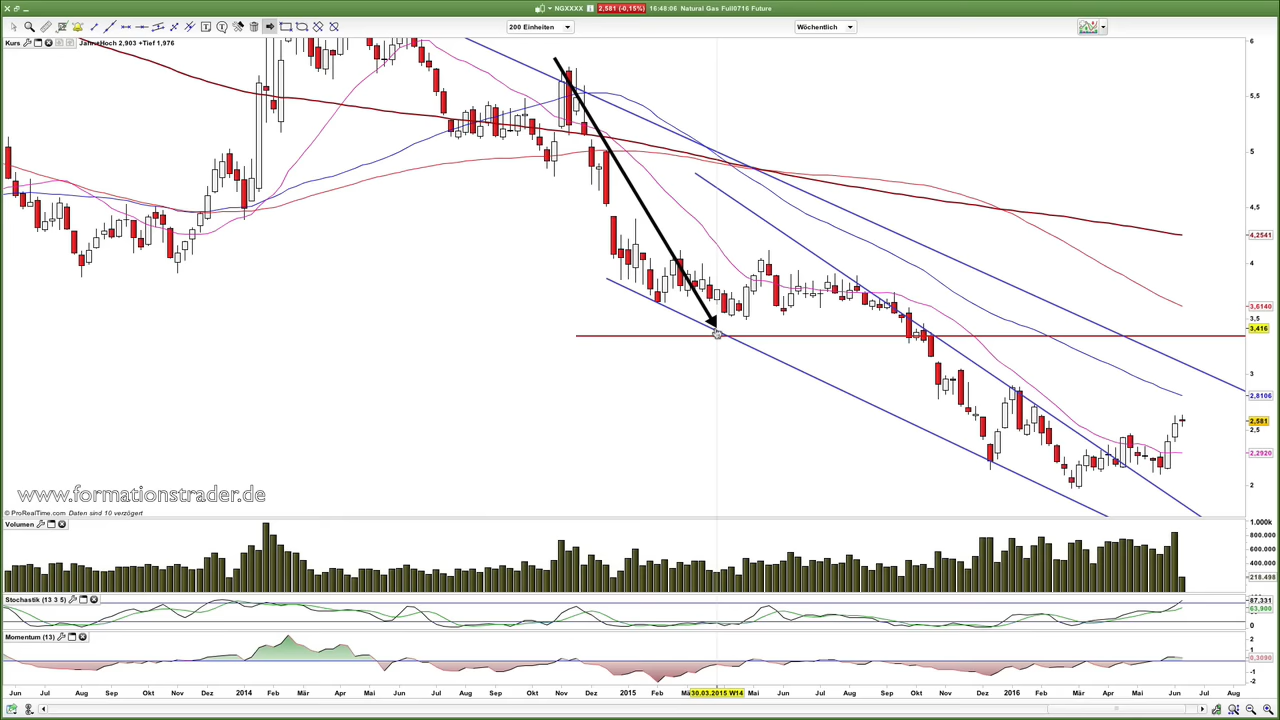 NGXXXX 2,581 (-0,15%) 16:48:06 Natural Gas Full0716 Future
200 Einheiten Wöchentlich
Kurs Jahr+Hoch 2,903 +Tief 1,976
6
5,5
5
4,5
4,2541
4
3,6140
3,5
3,416
3
2,8106
2,581
2,5
2,2920
2
www.formationstrader.de
© ProRealTime.com Daten sind 10 verzögert
Volumen
1.000k
800.000
600.000
400.000
218.498
Stochastik (13 3 5)
87,331
63,900
0
Momentum (13)
2
1
0,3090
-1
-2
Jun Jul Aug Sep Okt Nov Dez 2014 Feb Mär Apr Mai Jun Jul Aug Sep Okt Nov Dez 2015 Feb Mä 30.03.2015 W14 Mai Jun Jul Aug Sep Okt Nov Dez 2016 Feb Mär Apr Mai Jun Jul Aug